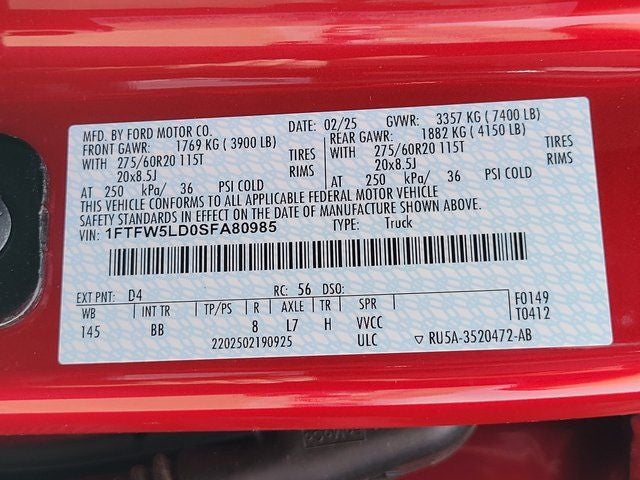 MFD. BY FORD MOTOR CO. DATE: 02/25 GVWR: 3357 KG ( 7400 LB)
FRONT GAWR: 1769 KG ( 3900 LB) REAR GAWR: 1882 KG ( 4150 LB)
WITH 275/60R20 115T TIRES WITH 275/60R20 115T TIRES
20x8.5J RIMS 20x8.5J RIMS
AT 250 kPa/ 36 PSI COLD AT 250 kPa/ 36 PSI COLD
THIS VEHICLE CONFORMS TO ALL APPLICABLE FEDERAL MOTOR VEHICLE
SAFETY STANDARDS IN EFFECT ON THE DATE OF MANUFACTURE SHOWN ABOVE.
VIN: 1FTFW5LD0SFA80985 TYPE: Truck
EXT PNT: D4 RC: 56 DSO: F0149
WB INT TR TP/PS R AXLE TR SPR T0412
145 BB 8 L7 H VVCC
2202502190925 ULC RU5A-3520472-AB